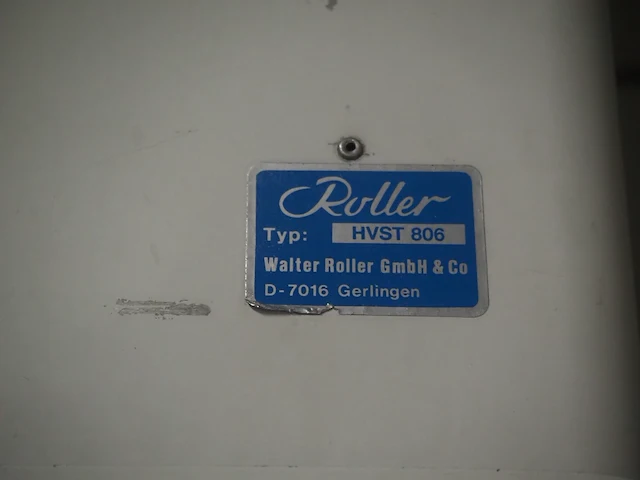 Roller
Typ: HVST 806
Walter Roller GmbH & Co
D-7016 Gerlingen